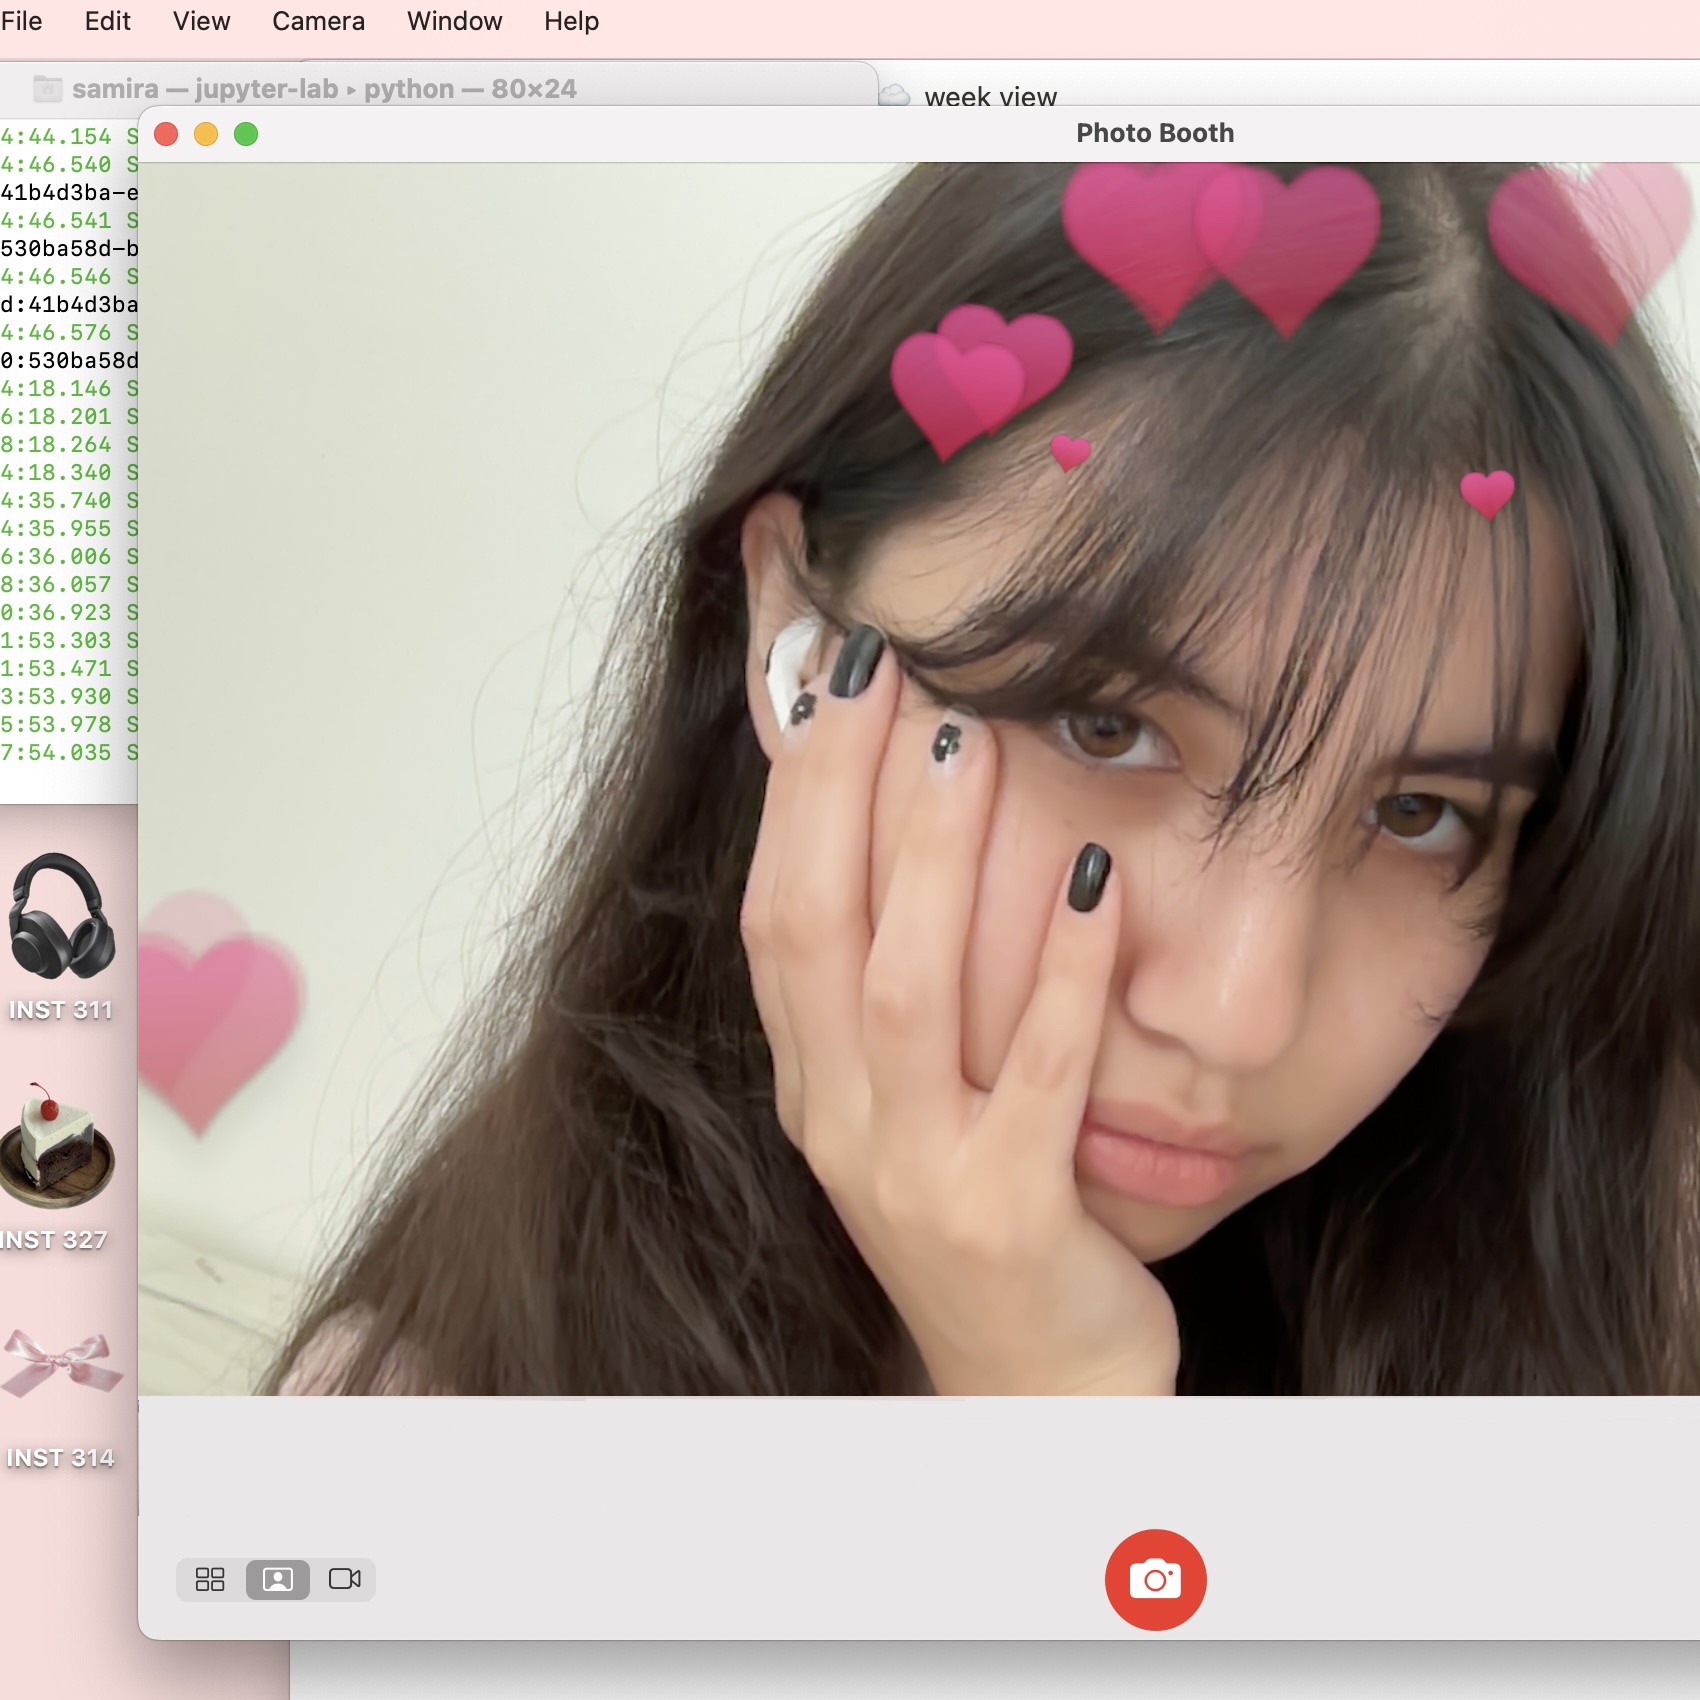 File Edit View Camera Window Help
samira — jupyter-lab ▸ python — 80×24
week view
Photo Booth
4:44.154 S
4:46.540 S
41b4d3ba-e
4:46.541 S
530ba58d-b
4:46.546 S
d:41b4d3ba
4:46.576 S
0:530ba58d
4:18.146 S
6:18.201 S
8:18.264 S
4:18.340 S
4:35.740 S
4:35.955 S
6:36.006 S
8:36.057 S
0:36.923 S
1:53.303 S
1:53.471 S
3:53.930 S
5:53.978 S
7:54.035 S
INST 311
INST 327
INST 314